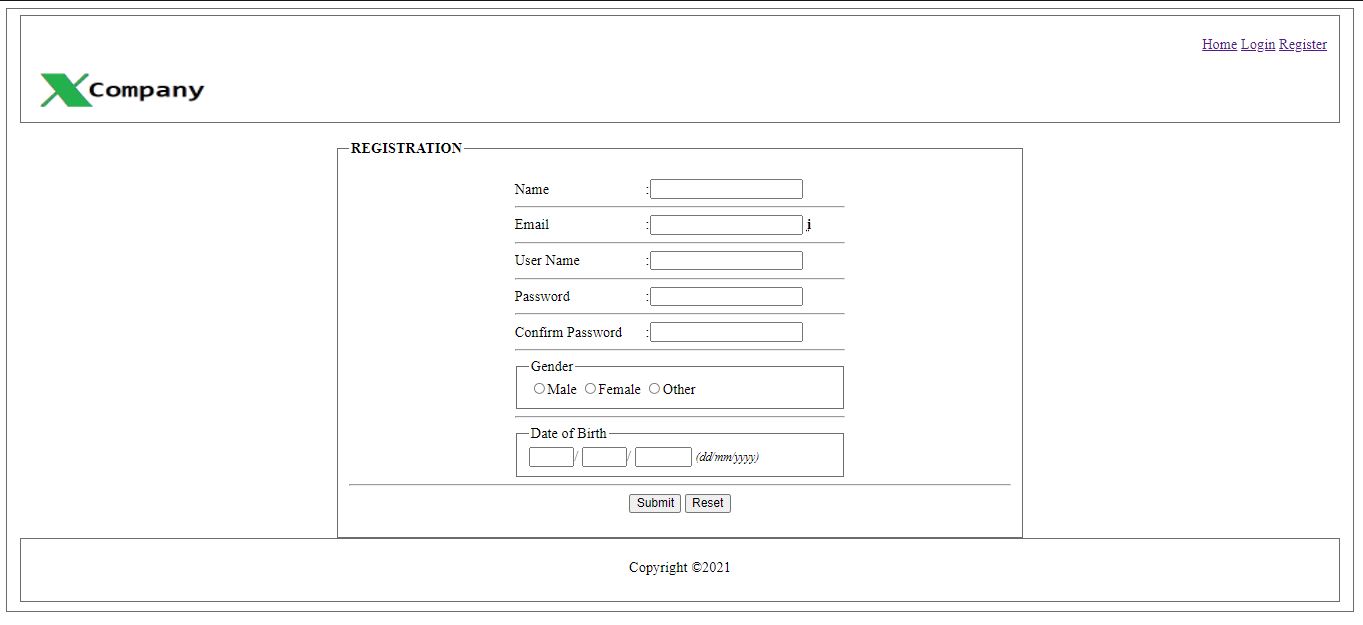 Home Login Register
XCompany
REGISTRATION
Name :
Email : i
User Name :
Password :
Confirm Password :
Gender
Male Female Other
Date of Birth
/ / (dd/mm/yyyy)
Submit Reset
Copyright ©2021